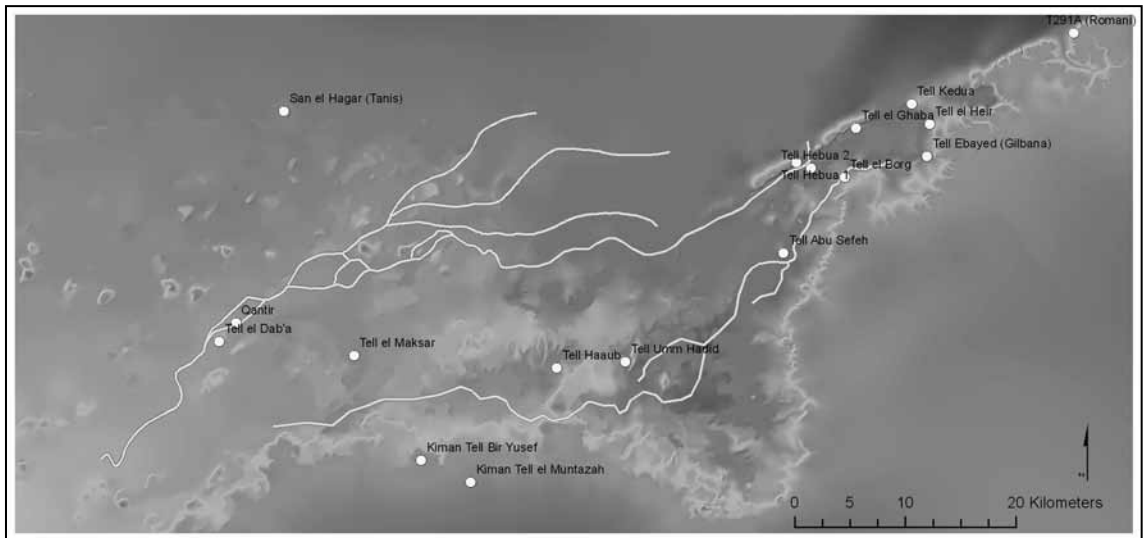 T291A (Romani)
San el Hagar (Tanis)
Tell Kedua
Tell el Ghaba
Tell el Heir
Tell Ebayed (Gilbana)
Tell Hebua 2
Tell el Borg
Tell Hebua 1
Tell Abu Sefeh
Qantir
Tell el Dab'a
Tell el Maksar
Tell Haaub
Tell Umm Hadid
Kiman Tell Bir Yusef
Kiman Tell el Muntazah
0 5 10 20 Kilometers